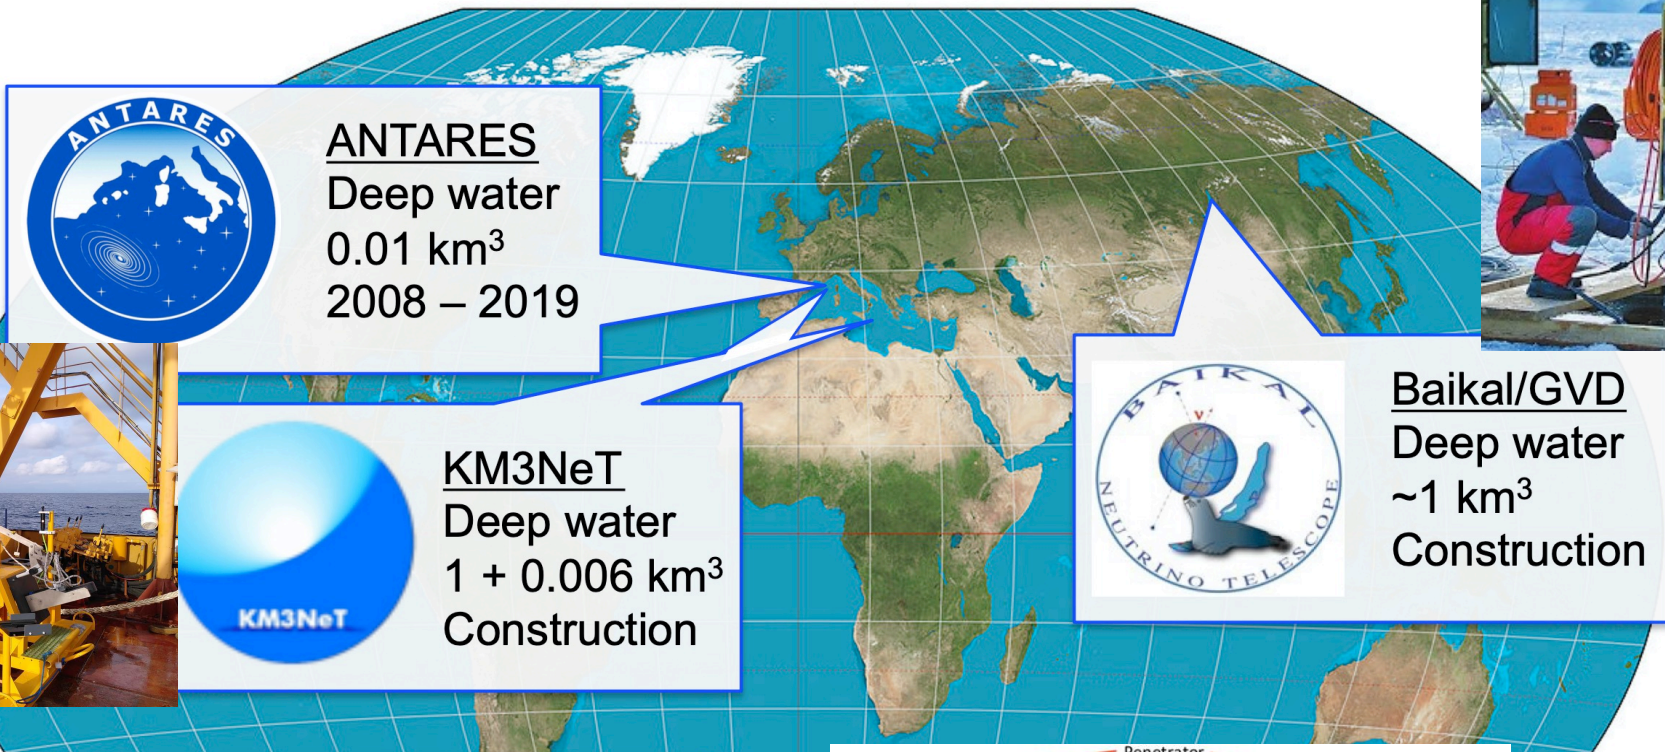 ANTARES
ANTARES
Deep water
0.01 km³
2008 – 2019
KM3NeT
KM3NeT
Deep water
1 + 0.006 km³
Construction
BAIKAL
NEUTRINO TELESCOPE
Baikal/GVD
Deep water
~1 km³
Construction
Penetrator